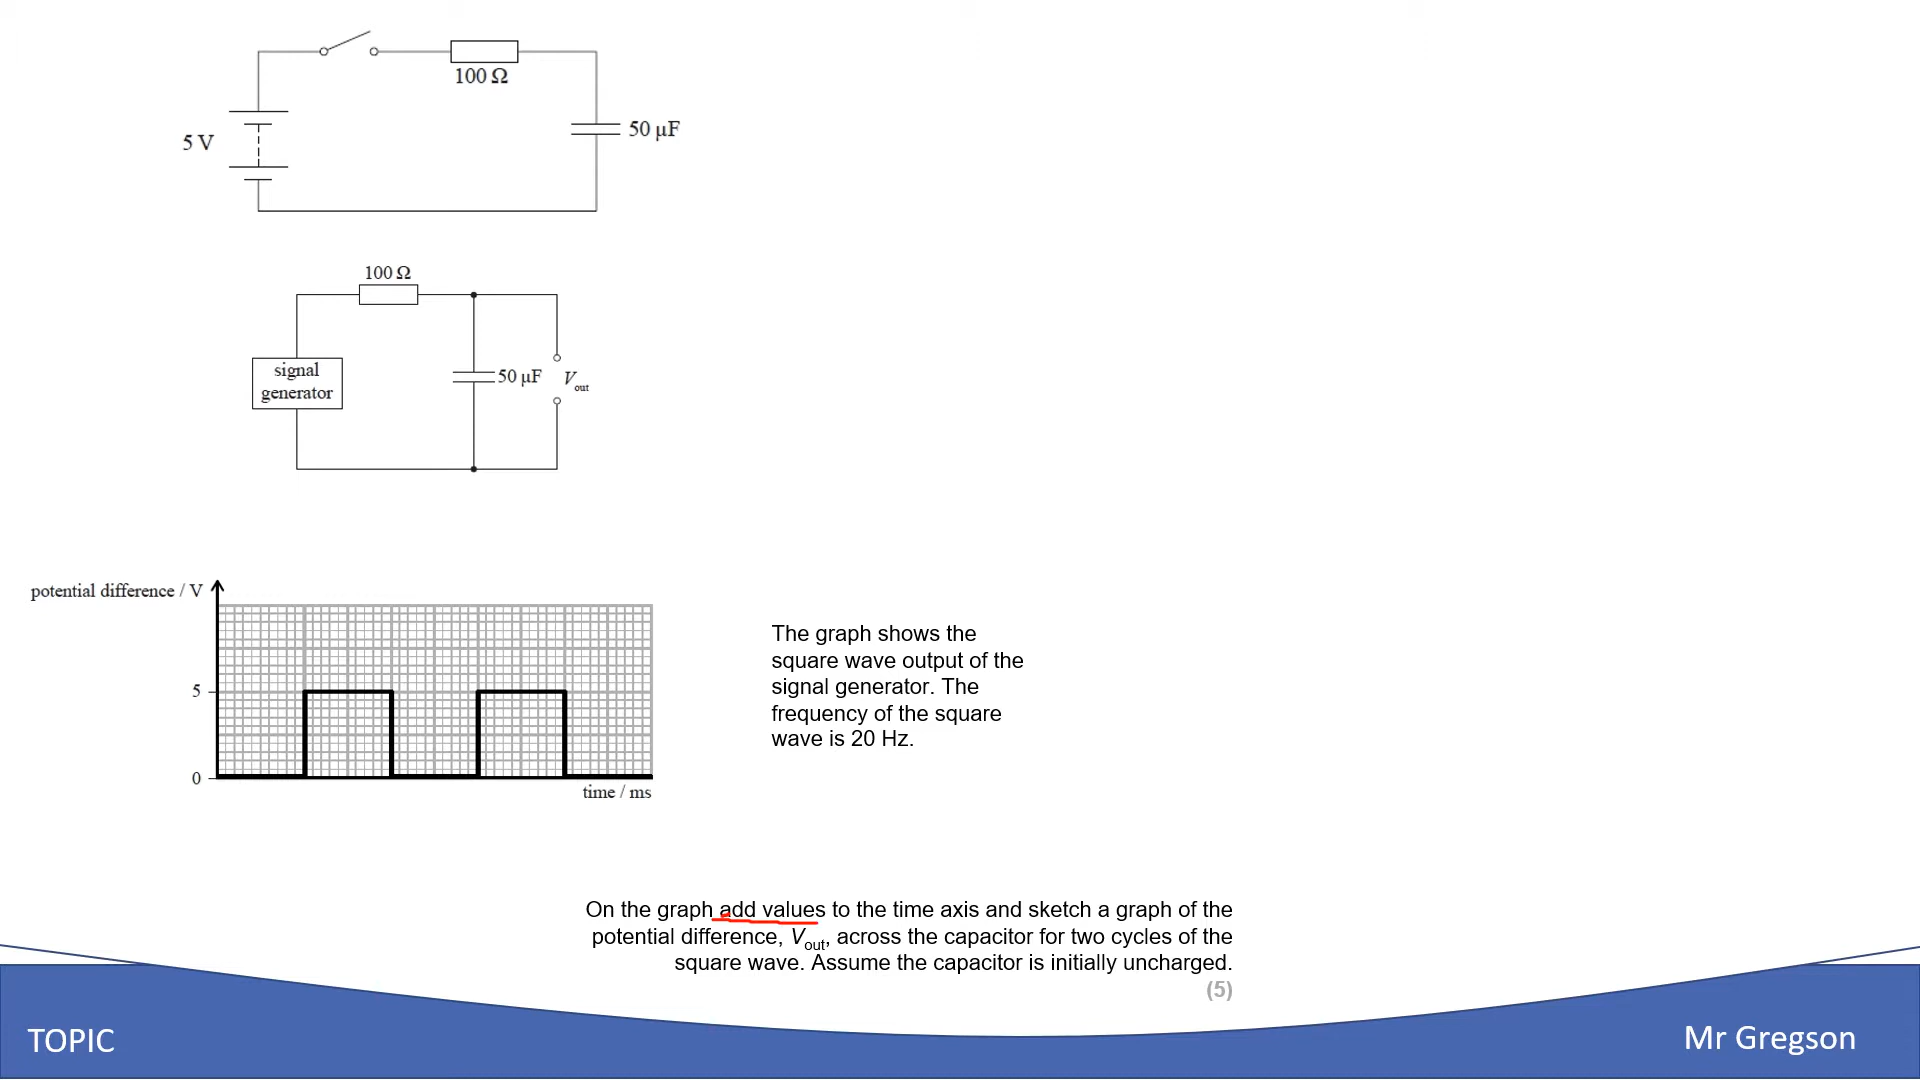 100 Ω
5 V
50 µF
100 Ω
signal
generator
50 µF
Vout
potential difference / V
5
0
time / ms
The graph shows the
square wave output of the
signal generator. The
frequency of the square
wave is 20 Hz.
On the graph add values to the time axis and sketch a graph of the
potential difference, Vout, across the capacitor for two cycles of the
square wave. Assume the capacitor is initially uncharged.
(5)
TOPIC
Mr Gregson